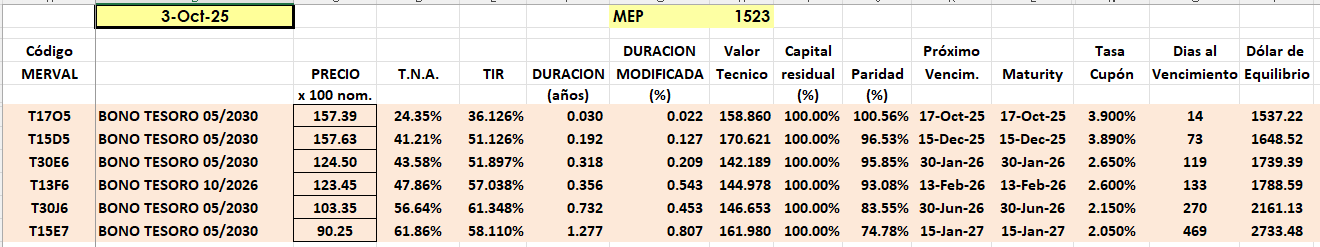 3-Oct-25 MEP 1523
Código DURACION Valor Capital Próximo Tasa Dias al Dólar de
MERVAL PRECIO T.N.A. TIR DURACION MODIFICADA Tecnico residual Paridad Vencim. Maturity Cupón Vencimiento Equilibrio
x 100 nom. (años) (%) (%) (%)
T17O5 BONO TESORO 05/2030 157.39 24.35% 36.126% 0.030 0.022 158.860 100.00% 100.56% 17-Oct-25 17-Oct-25 3.900% 14 1537.22
T15D5 BONO TESORO 05/2030 157.63 41.21% 51.126% 0.192 0.127 170.621 100.00% 96.53% 15-Dec-25 15-Dec-25 3.890% 73 1648.52
T30E6 BONO TESORO 05/2030 124.50 43.58% 51.897% 0.318 0.209 142.189 100.00% 95.85% 30-Jan-26 30-Jan-26 2.650% 119 1739.39
T13F6 BONO TESORO 10/2026 123.45 47.86% 57.038% 0.356 0.543 144.978 100.00% 93.08% 13-Feb-26 13-Feb-26 2.600% 133 1788.59
T30J6 BONO TESORO 05/2030 103.35 56.64% 61.348% 0.732 0.453 146.653 100.00% 83.55% 30-Jun-26 30-Jun-26 2.150% 270 2161.13
T15E7 BONO TESORO 05/2030 90.25 61.86% 58.110% 1.277 0.807 161.980 100.00% 74.78% 15-Jan-27 15-Jan-27 2.050% 469 2733.48